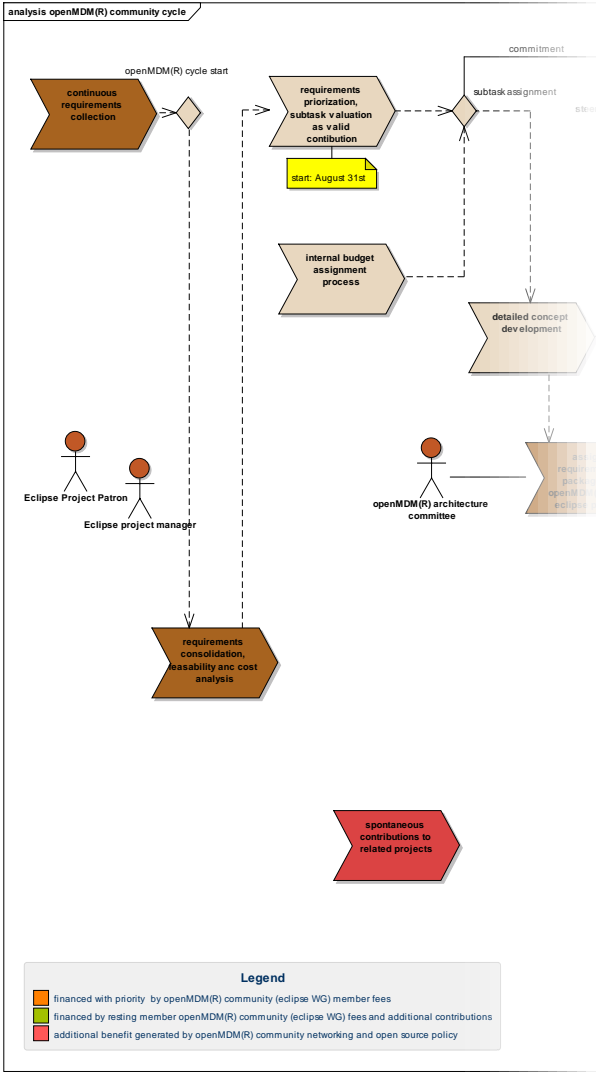 analysis openMDM(R) community cycle
commitment
openMDM(R) cycle start
continuous
requirements
collection
requirements
priorization,
subtask valuation
as valid
contibution
subtask assignment
start: August 31st
internal budget
assignment
process
detailed concept
development
Eclipse Project Patron
Eclipse project manager
openMDM(R) architecture
committee
requirements
consolidation,
feasability anc cost
analysis
spontaneous
contributions to
related projects
Legend
financed with priority by openMDM(R) community (eclipse WG) member fees
financed by resting member openMDM(R) community (eclipse WG) fees and additional contributions
additional benefit generated by openMDM(R) community networking and open source policy